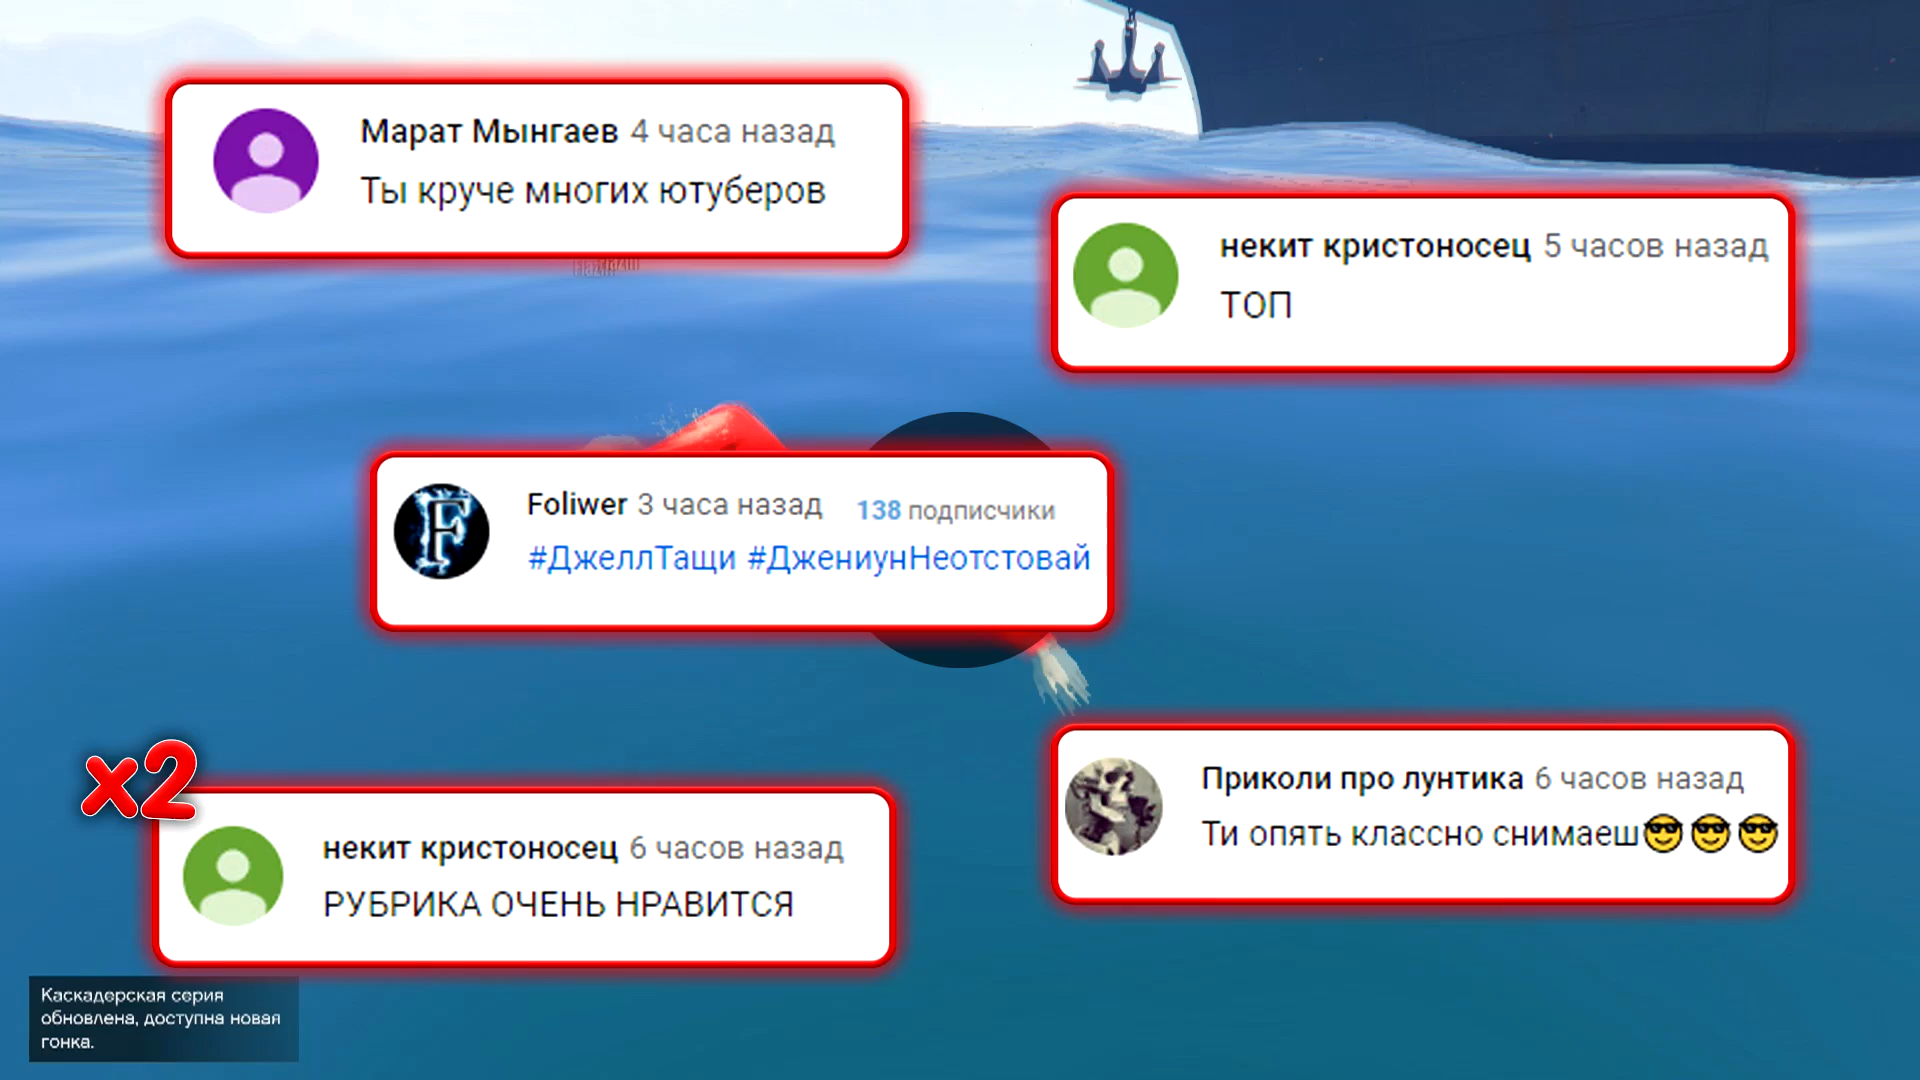 Марат Мынгаев 4 часа назад
Ты круче многих ютуберов
некит кристоносец 5 часов назад
ТОП
Foliwer 3 часа назад 138 подписчики
#ДжеллТащи #ДжениунНеотстовай
x2
некит кристоносец 6 часов назад
РУБРИКА ОЧЕНЬ НРАВИТСЯ
Приколи про лунтика 6 часов назад
Ти опять классно снимаеш😎😎😎
Каскадерская серия
обновлена, доступна новая
гонка.